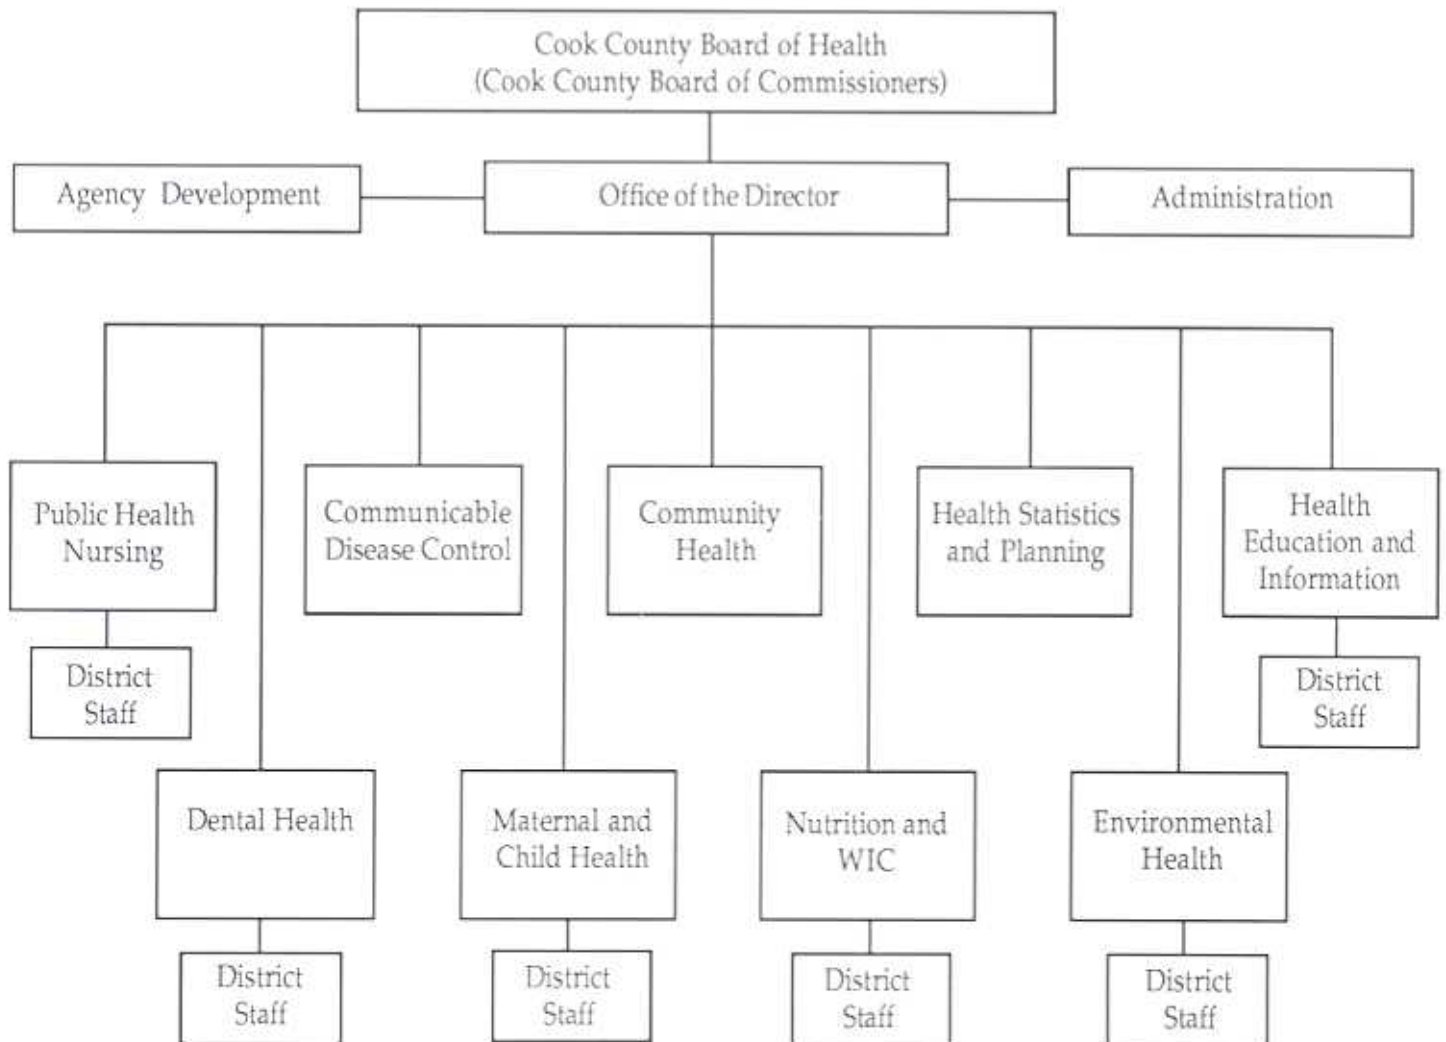 Cook County Board of Health
(Cook County Board of Commissioners)
Agency Development
Office of the Director
Administration
Public Health
Nursing
Communicable
Disease Control
Community
Health
Health Statistics
and Planning
Health
Education and
Information
District
Staff
District
Staff
Dental Health
Maternal and
Child Health
Nutrition and
WIC
Environmental
Health
District
Staff
District
Staff
District
Staff
District
Staff